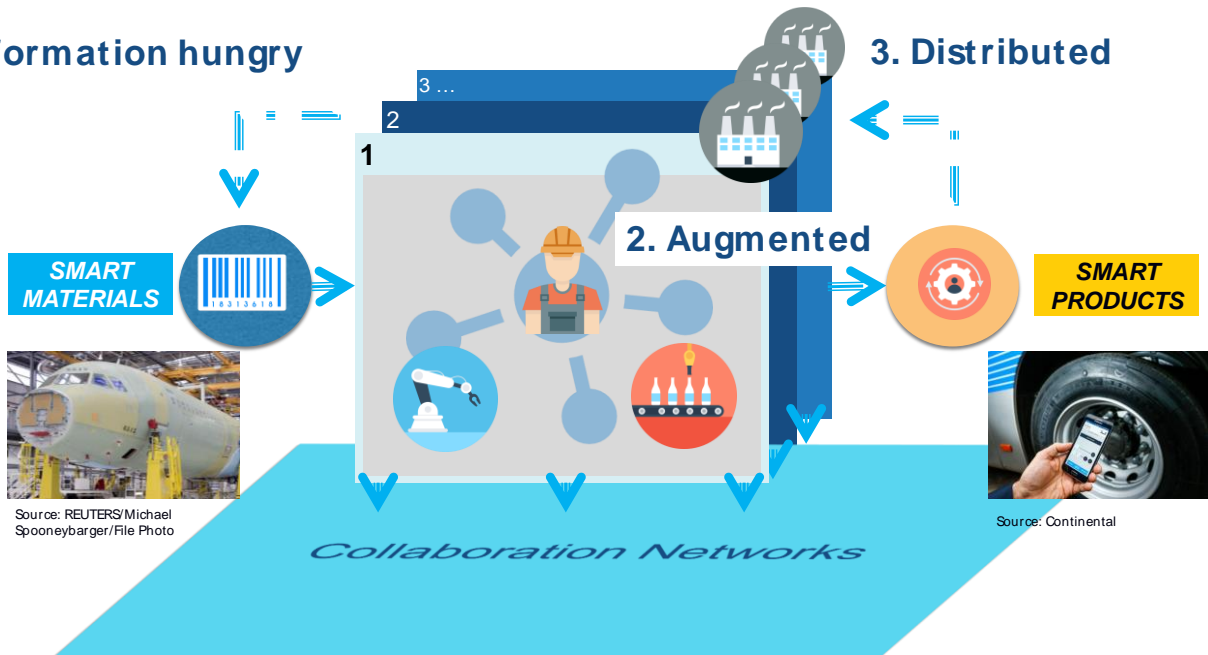 formation hungry
3. Distributed
3 ...
2
1
2. Augmented
SMART
MATERIALS
18313618
SMART
PRODUCTS
Source: REUTERS/Michael
Spooneybarger/File Photo
Source: Continental
Collaboration Networks